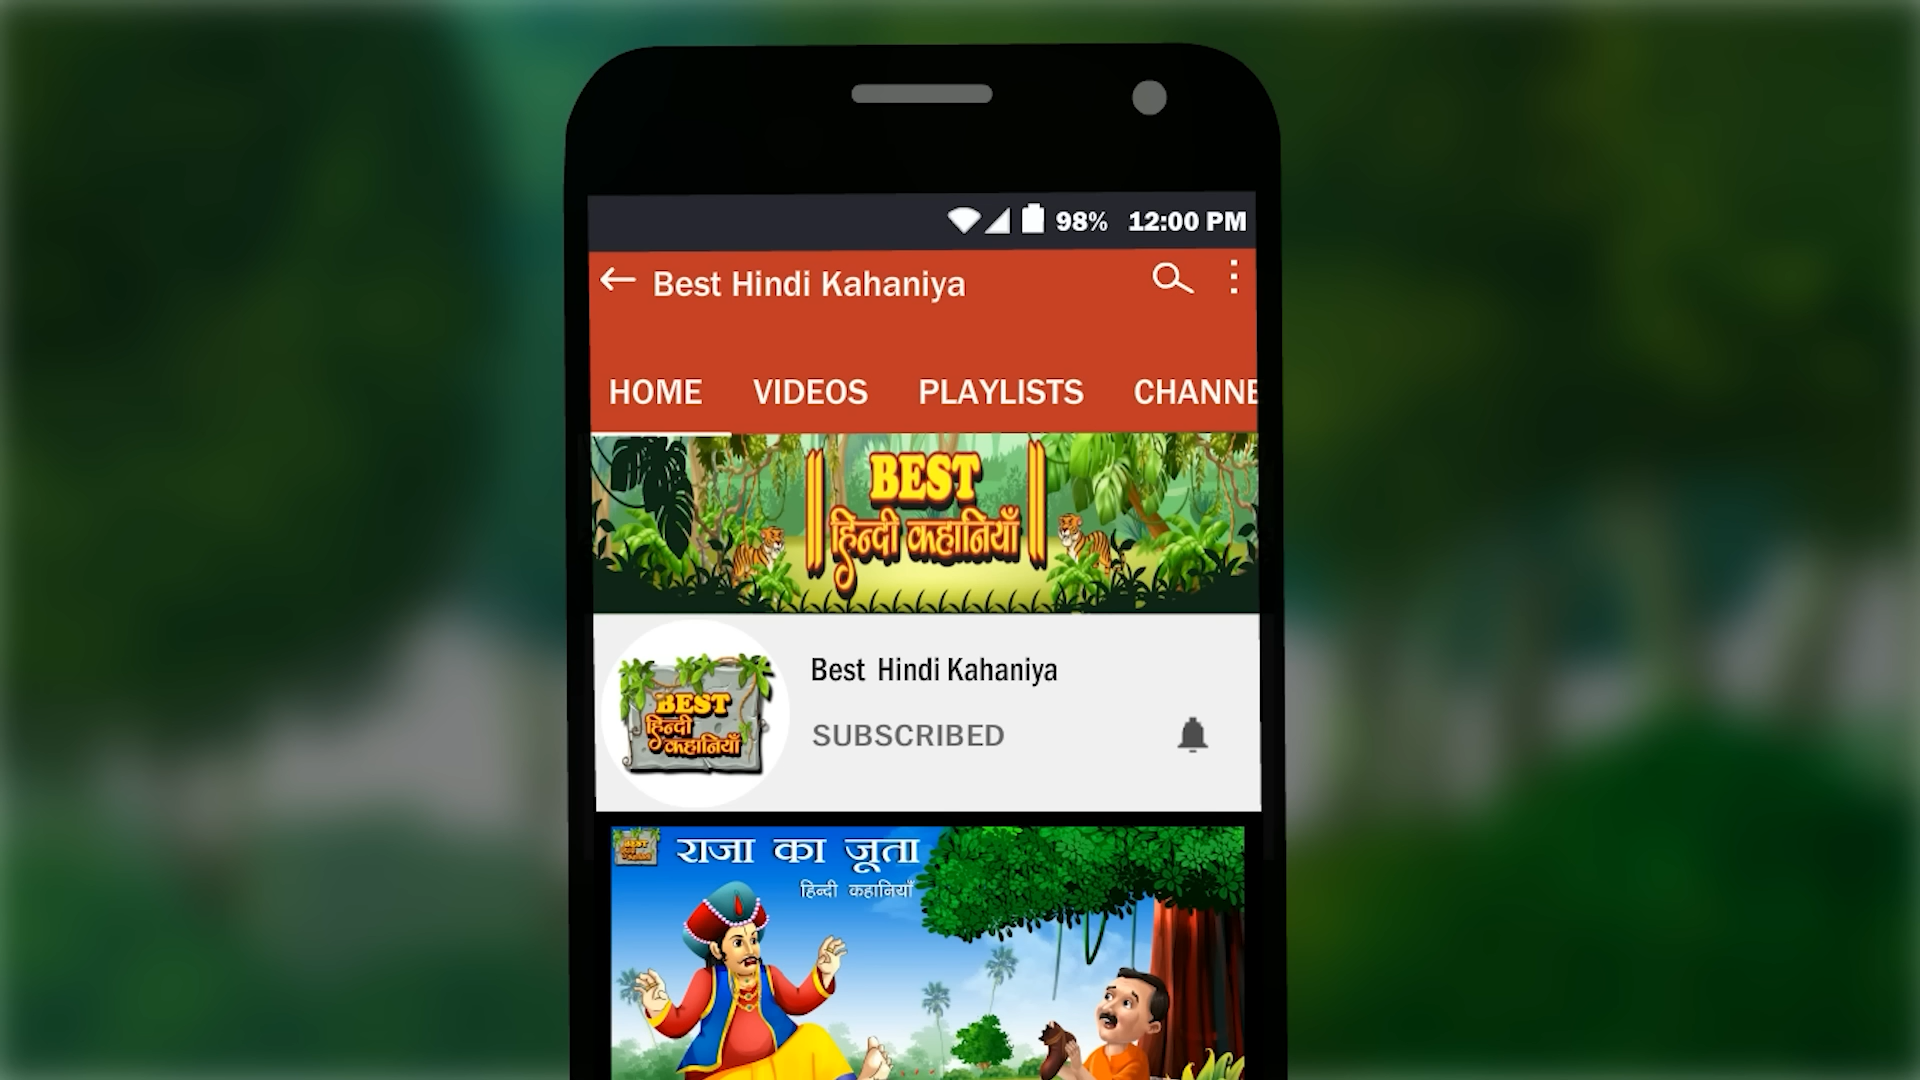 98% 12:00 PM
Best Hindi Kahaniya
HOME VIDEOS PLAYLISTS CHANNE
BEST
हिन्दी कहानियाँ
Best Hindi Kahaniya
SUBSCRIBED
BEST
हिन्दी
कहानियाँ
राजा का जूता
हिन्दी कहानियाँ